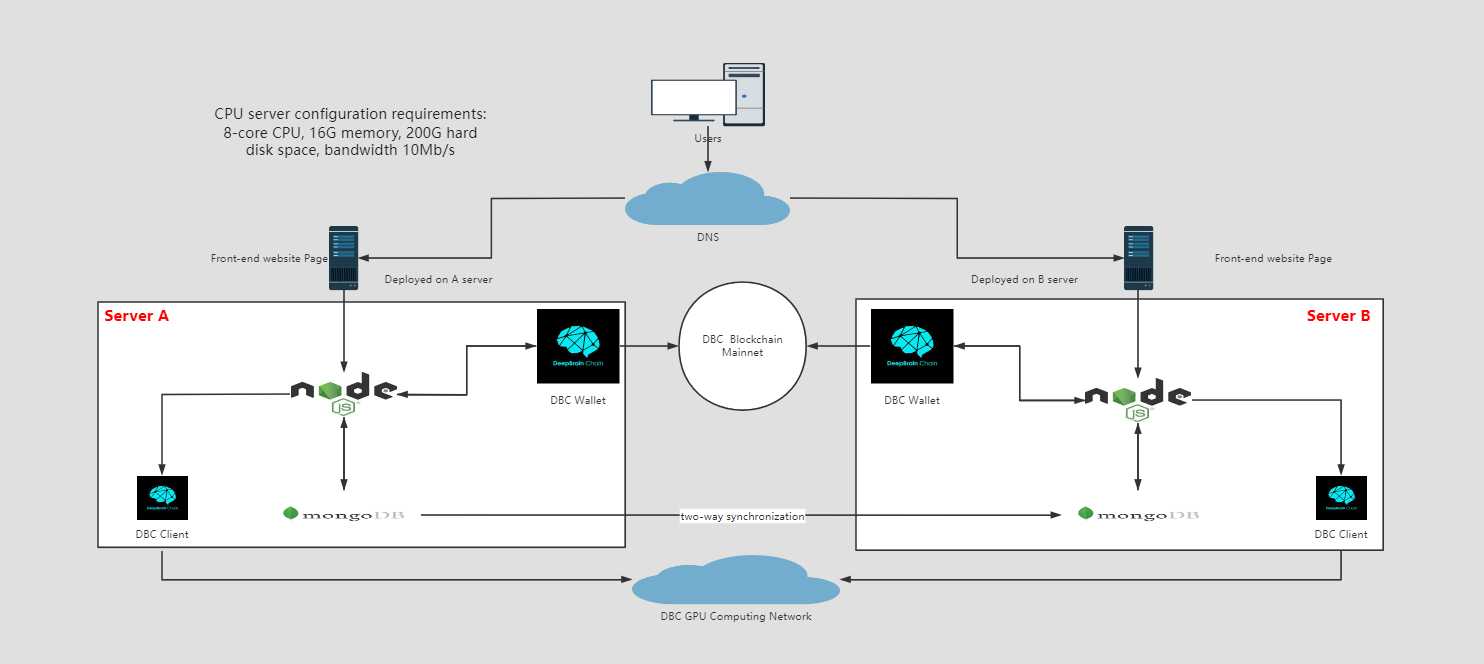 CPU server configuration requirements:
8-core CPU, 16G memory, 200G hard
disk space, bandwidth 10Mb/s
Users
DNS
Front-end website Page
Deployed on A server
Deployed on B server
Front-end website Page
Server A
DeepBrain Chain
DBC Wallet
DBC Blockchain
Mainnet
DeepBrain Chain
DBC Wallet
Server B
node
JS
node
JS
DeepBrain Chain
DBC Client
mongoDB
two-way synchronization
mongoDB
DeepBrain Chain
DBC Client
DBC GPU Computing Network